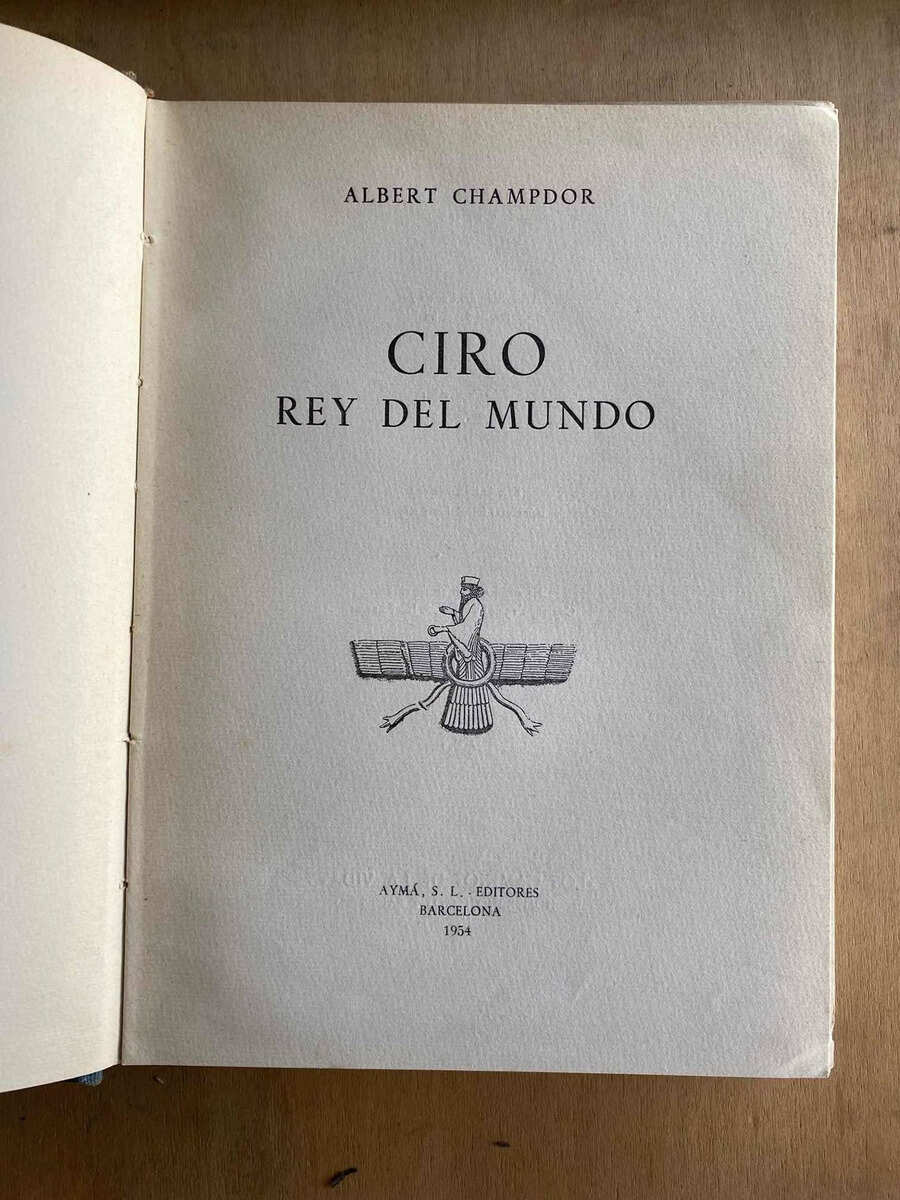 ALBERT CHAMPDOR
CIRO
REY DEL MUNDO
AYMÁ, S. L. - EDITORES
BARCELONA
1954